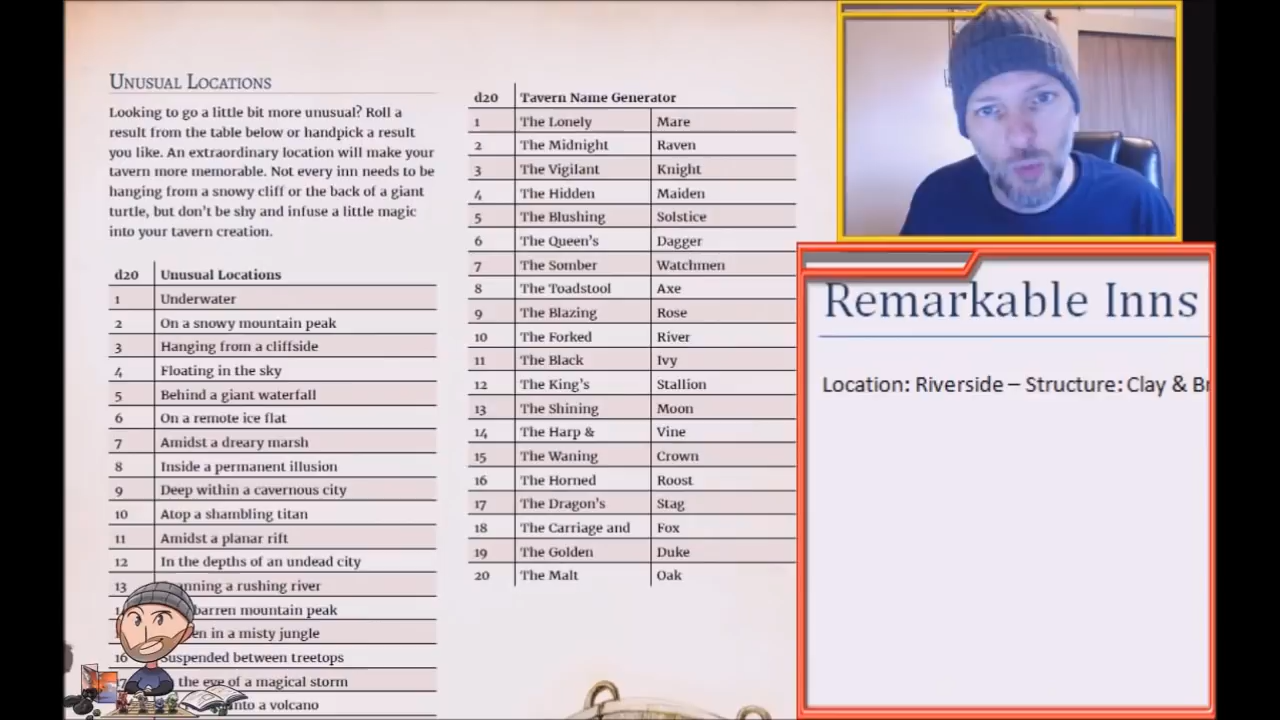 Unusual Locations
Looking to go a little bit more unusual? Roll a
result from the table below or handpick a result
you like. An extraordinary location will make your
tavern more memorable. Not every inn needs to be
hanging from a snowy cliff or the back of a giant
turtle, but don't be shy and infuse a little magic
into your tavern creation.
d20 Unusual Locations
1 Underwater
2 On a snowy mountain peak
3 Hanging from a cliffside
4 Floating in the sky
5 Behind a giant waterfall
6 On a remote ice flat
7 Amidst a dreary marsh
8 Inside a permanent illusion
9 Deep within a cavernous city
10 Atop a shambling titan
11 Amidst a planar rift
12 In the depths of an undead city
13 a rushing river
barren mountain peak
in a misty jungle
16 Suspended between treetops
the eye of a magical storm
a volcano
d20 Tavern Name Generator
1 The Lonely Mare
2 The Midnight Raven
3 The Vigilant Knight
4 The Hidden Maiden
5 The Blushing Solstice
6 The Queen's Dagger
7 The Somber Watchmen
8 The Toadstool Axe
9 The Blazing Rose
10 The Forked River
11 The Black Ivy
12 The King's Stallion
13 The Shining Moon
14 The Harp & Vine
15 The Waning Crown
16 The Horned Roost
17 The Dragon's Stag
18 The Carriage and Fox
19 The Golden Duke
20 The Malt Oak
Remarkable Inns
Location: Riverside – Structure: Clay &